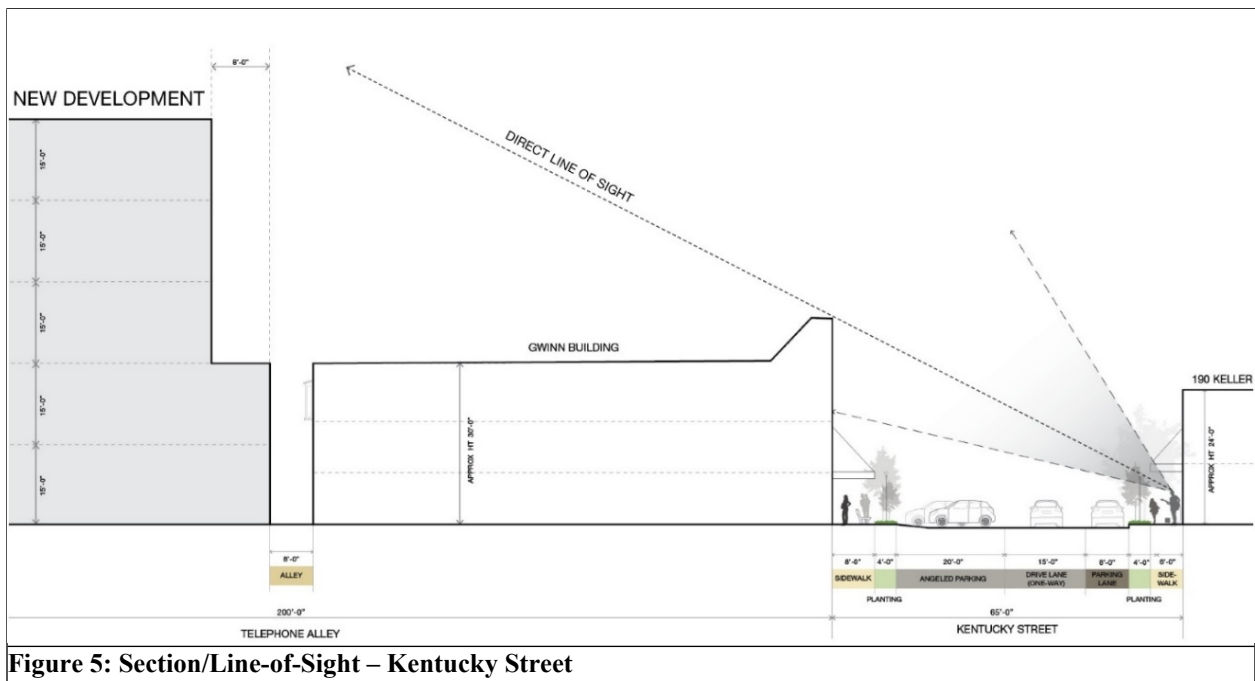 8'-0"
NEW DEVELOPMENT
DIRECT LINE OF SIGHT
15'-0"
15'-0"
15'-0"
15'-0"
15'-0"
GWINN BUILDING
190 KELLER
APPROX HT 30'-0"
APPROX HT 24'-0"
8'-0"
8'-0"
4'-0"
20'-0"
15'-0"
8'-0"
4'-0"
6'-0"
ALLEY
SIDEWALK
ANGELED PARKING
DRIVE LANE
(ONE-WAY)
PARKING
LANE
SIDE-
WALK
PLANTING
PLANTING
200'-0"
65'-0"
TELEPHONE ALLEY
KENTUCKY STREET
Figure 5: Section/Line-of-Sight – Kentucky Street